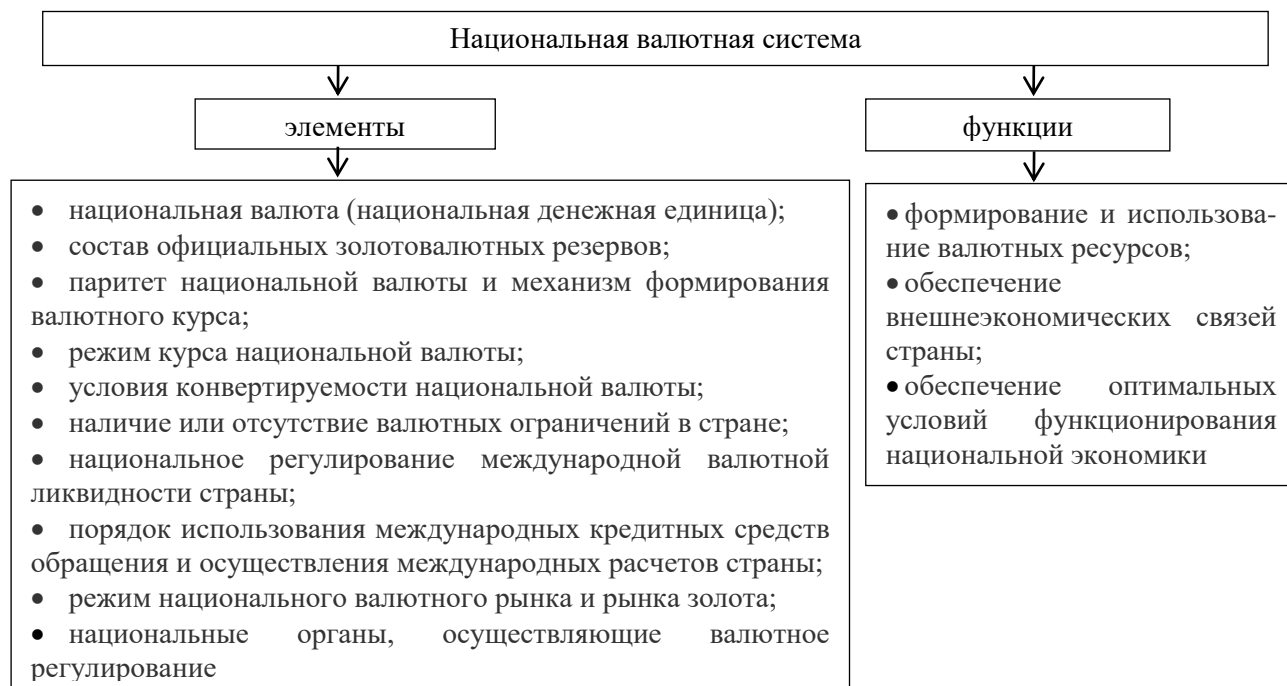 Национальная валютная система
элементы
функции
• национальная валюта (национальная денежная единица);
• состав официальных золотовалютных резервов;
• паритет национальной валюты и механизм формирования
валютного курса;
• режим курса национальной валюты;
• условия конвертируемости национальной валюты;
• наличие или отсутствие валютных ограничений в стране;
• национальное регулирование международной валютной
ликвидности страны;
• порядок использования международных кредитных средств
обращения и осуществления международных расчетов страны;
• режим национального валютного рынка и рынка золота;
• национальные органы, осуществляющие валютное
регулирование
• формирование и использова-
ние валютных ресурсов;
• обеспечение
внешнеэкономических связей
страны;
• обеспечение оптимальных
условий функционирования
национальной экономики